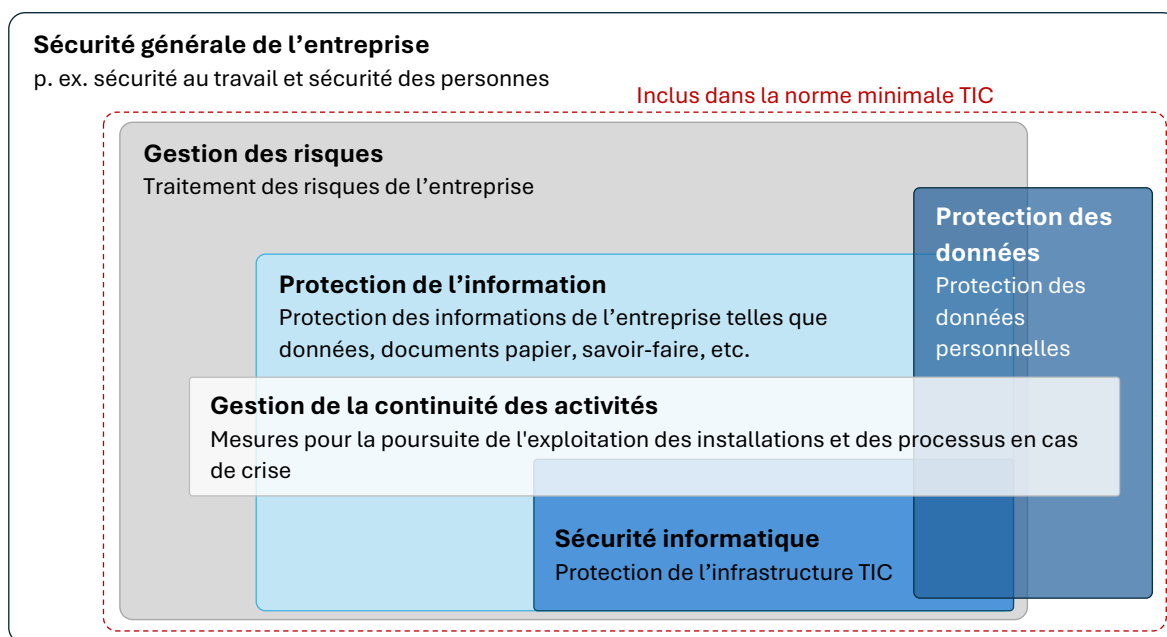 Sécurité générale de l’entreprise
p. ex. sécurité au travail et sécurité des personnes
Inclus dans la norme minimale TIC
Gestion des risques
Traitement des risques de l’entreprise
Protection des
données
Protection des
données
personnelles
Protection de l’information
Protection des informations de l’entreprise telles que
données, documents papier, savoir-faire, etc.
Gestion de la continuité des activités
Mesures pour la poursuite de l'exploitation des installations et des processus en cas
de crise
Sécurité informatique
Protection de l’infrastructure TIC